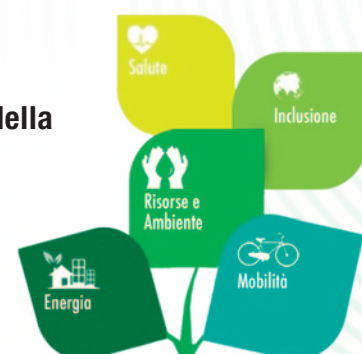 Salute
della
Inclusione
Risorse e
Ambiente
Mobilità
Energia